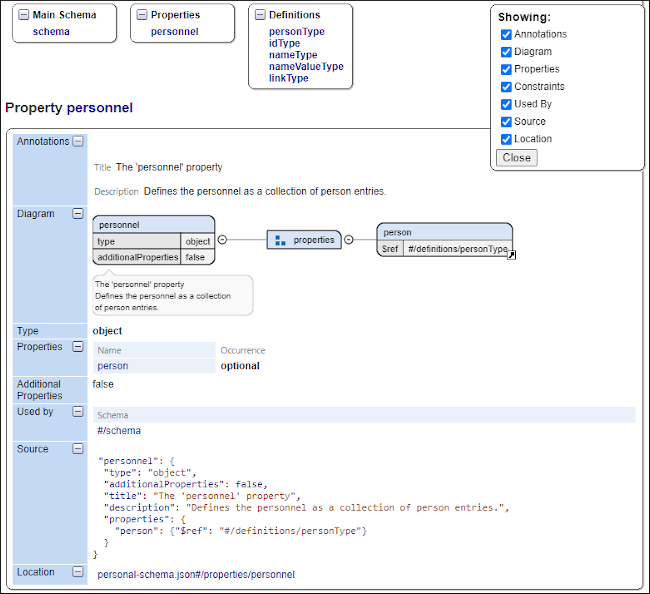 Main Schema
schema
Properties
personnel
Definitions
personType
idType
nameType
nameValueType
linkType
Showing:
Annotations
Diagram
Properties
Constraints
Used By
Source
Location
Close
Property personnel
Annotations
Title The 'personnel' property
Description Defines the personnel as a collection of person entries.
Diagram
personnel
type object
additionalProperties false
properties
person
$ref #/definitions/personType
The 'personnel' property
Defines the personnel as a collection
of person entries.
Type object
Properties
Name Occurrence
person optional
Additional false
Properties
Used by
Schema
#/schema
Source
"personnel": {
"type": "object",
"additionalProperties": false,
"title": "The 'personnel' property",
"description": "Defines the personnel as a collection of person entries.",
"properties": {
"person": {"$ref": "#/definitions/personType"}
}
}
Location personal-schema.json#/properties/personnel